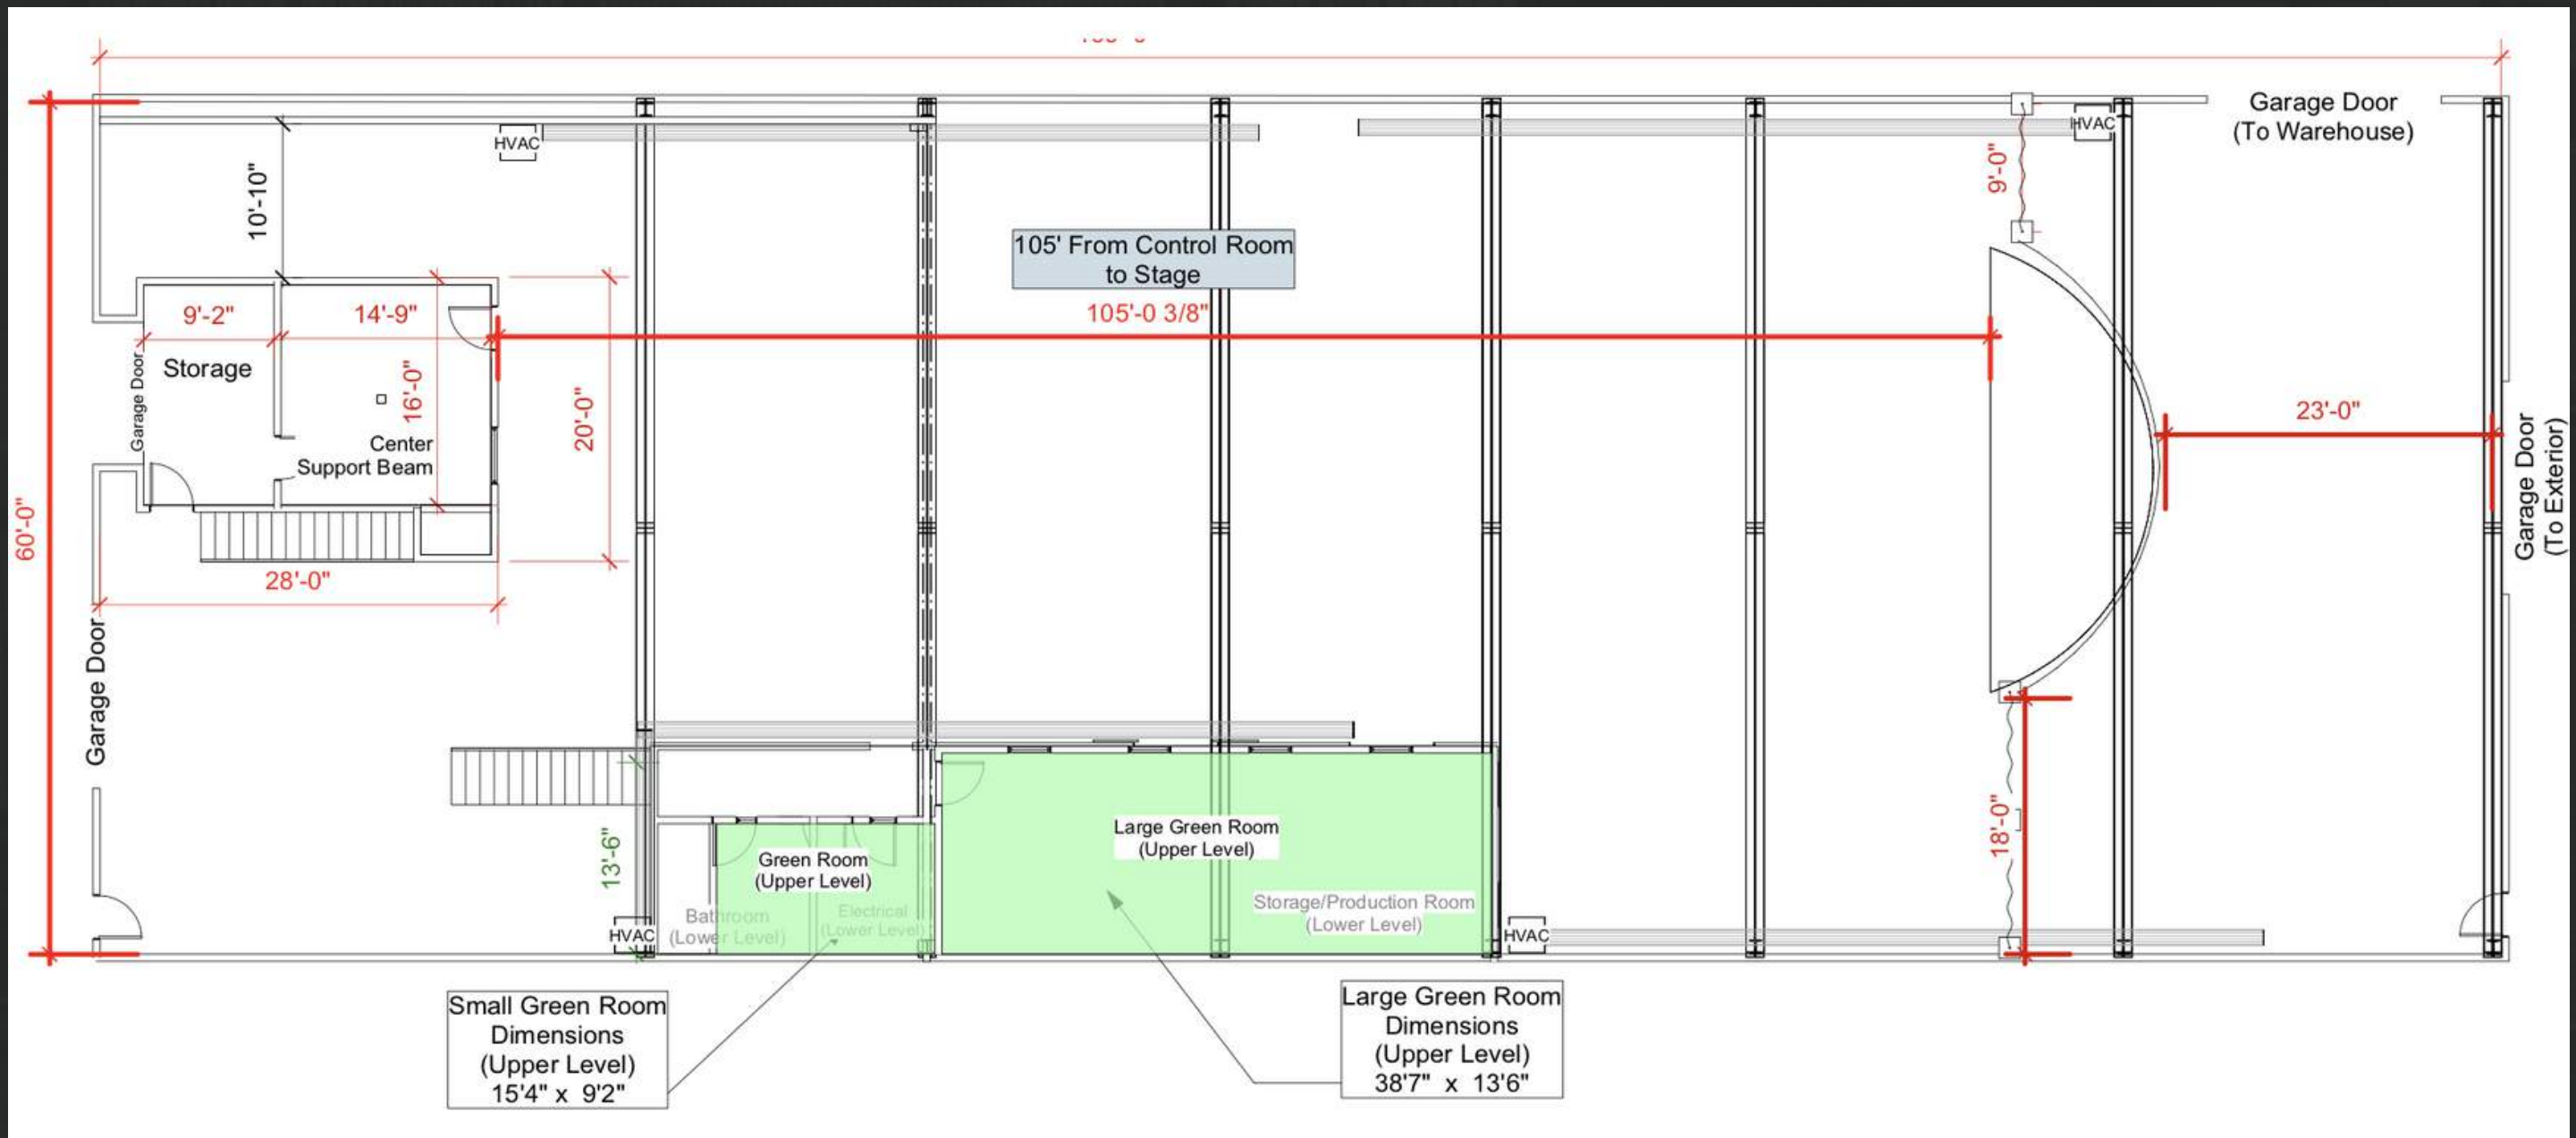 Garage Door
(To Warehouse)
HVAC
HVAC
10'-10"
9'-0"
105' From Control Room
to Stage
105'-0 3/8"
9'-2"
14'-9"
Storage
Garage Door
16'-0"
Center
Support Beam
20'-0"
23'-0"
Garage Door
(To Exterior)
60'-0"
28'-0"
Garage Door
13'-6"
Green Room
(Upper Level)
Large Green Room
(Upper Level)
18'-0"
Bathroom
(Lower Level)
Electrical
(Lower Level)
Storage/Production Room
(Lower Level)
HVAC
HVAC
Small Green Room
Dimensions
(Upper Level)
15'4" x 9'2"
Large Green Room
Dimensions
(Upper Level)
38'7" x 13'6"